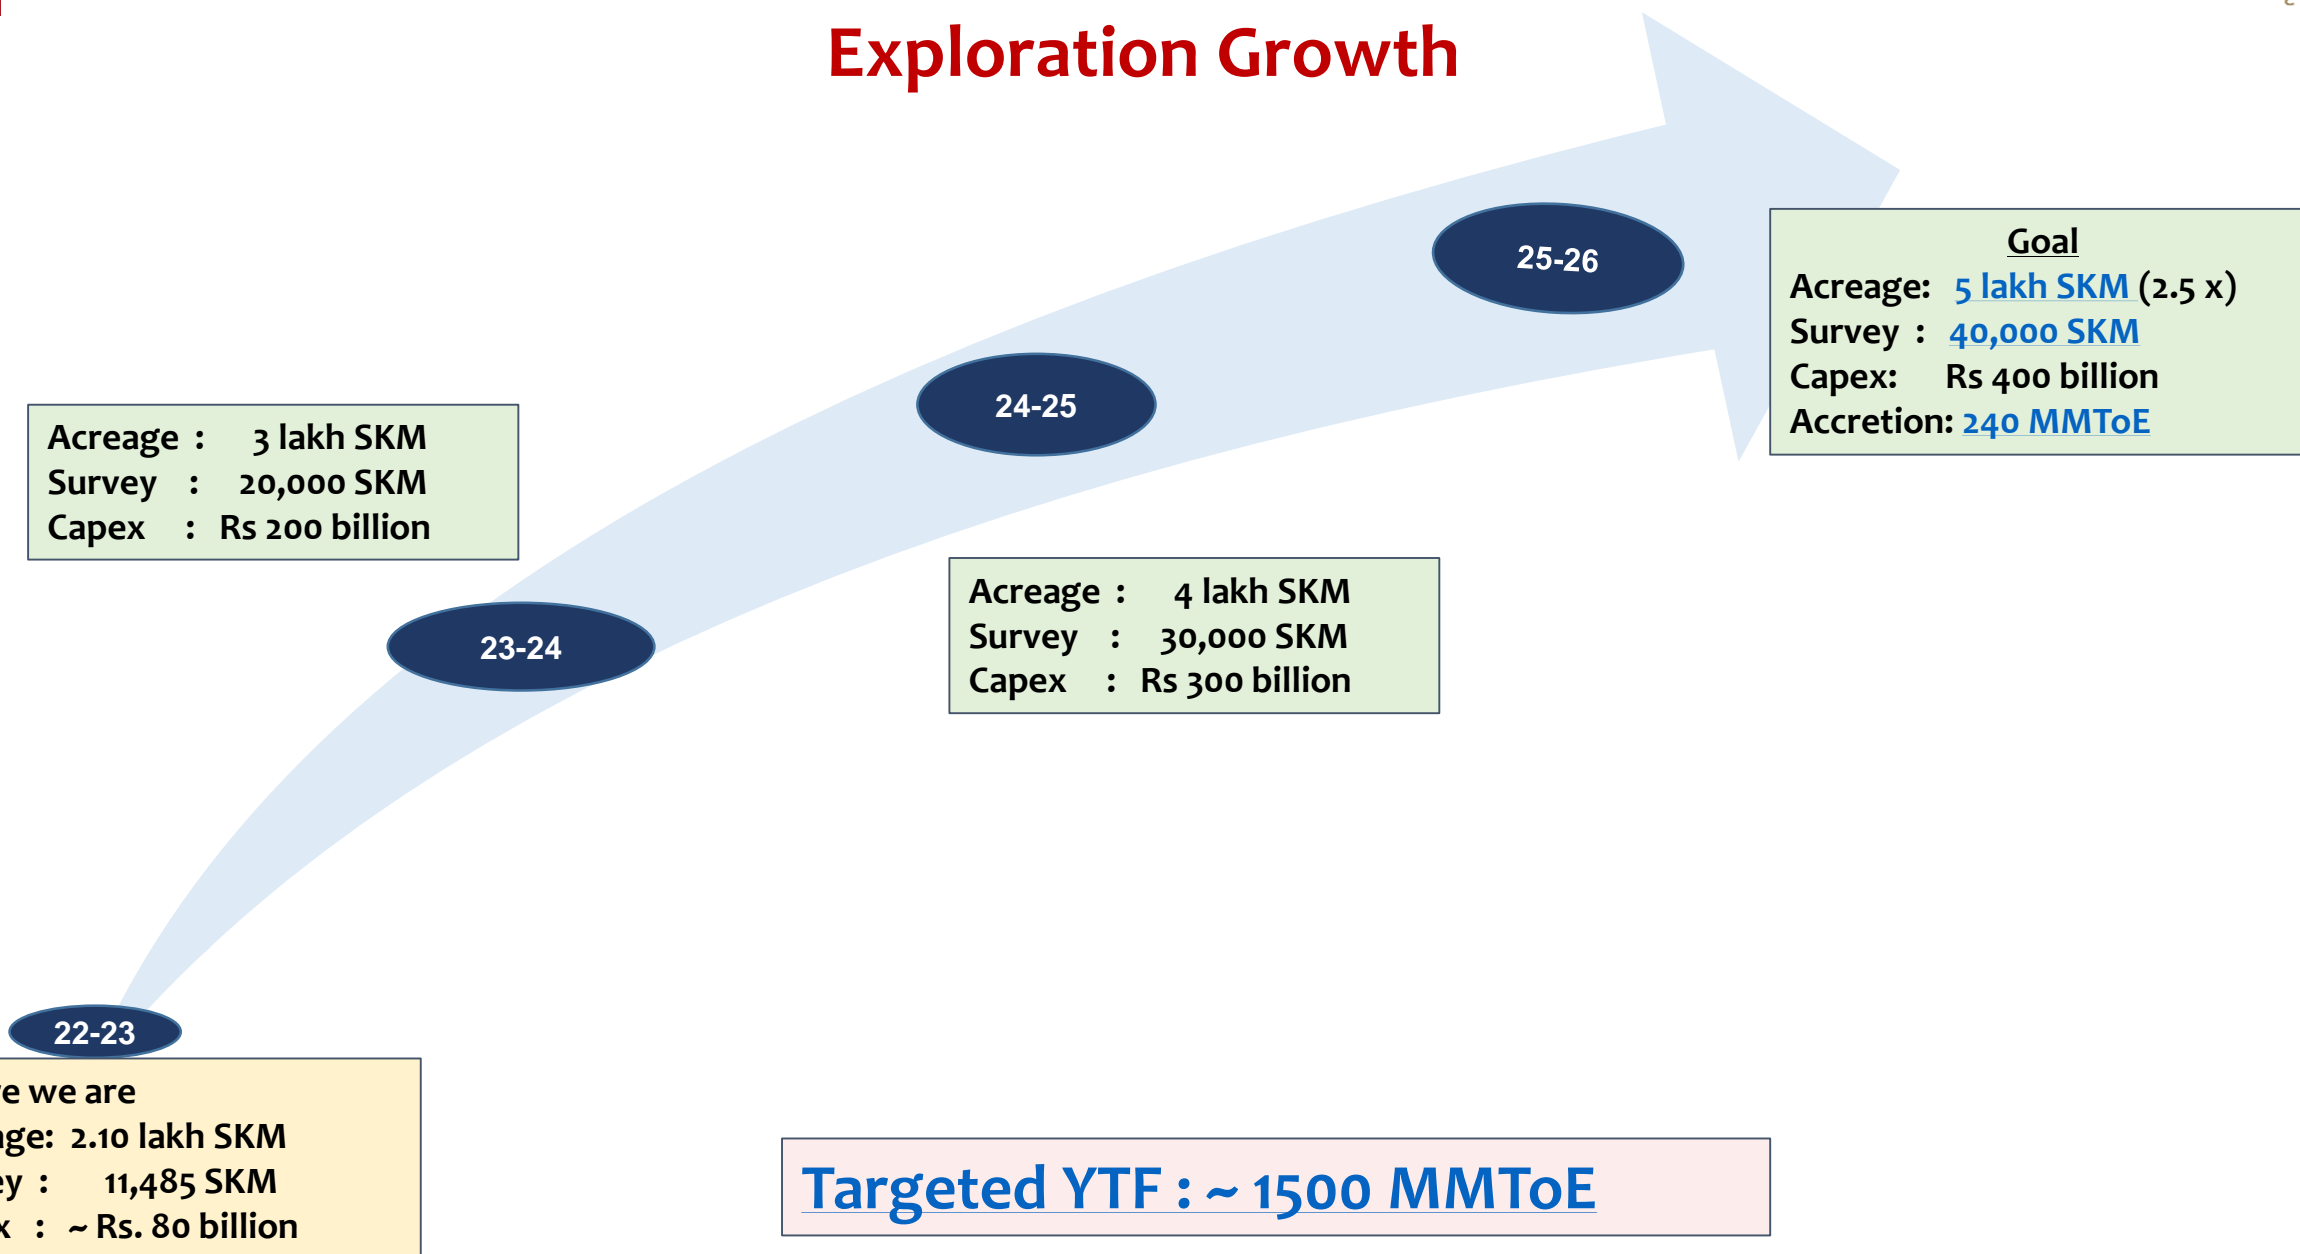 Exploration Growth
25-26
Goal
Acreage: 5 lakh SKM (2.5 x)
Survey : 40,000 SKM
Capex: Rs 400 billion
Accretion: 240 MMToE
24-25
Acreage : 3 lakh SKM
Survey : 20,000 SKM
Capex : Rs 200 billion
23-24
Acreage : 4 lakh SKM
Survey : 30,000 SKM
Capex : Rs 300 billion
22-23
we are
2.10 lakh SKM
: 11,485 SKM
: ~ Rs. 80 billion
Targeted YTF : ~ 1500 MMToE